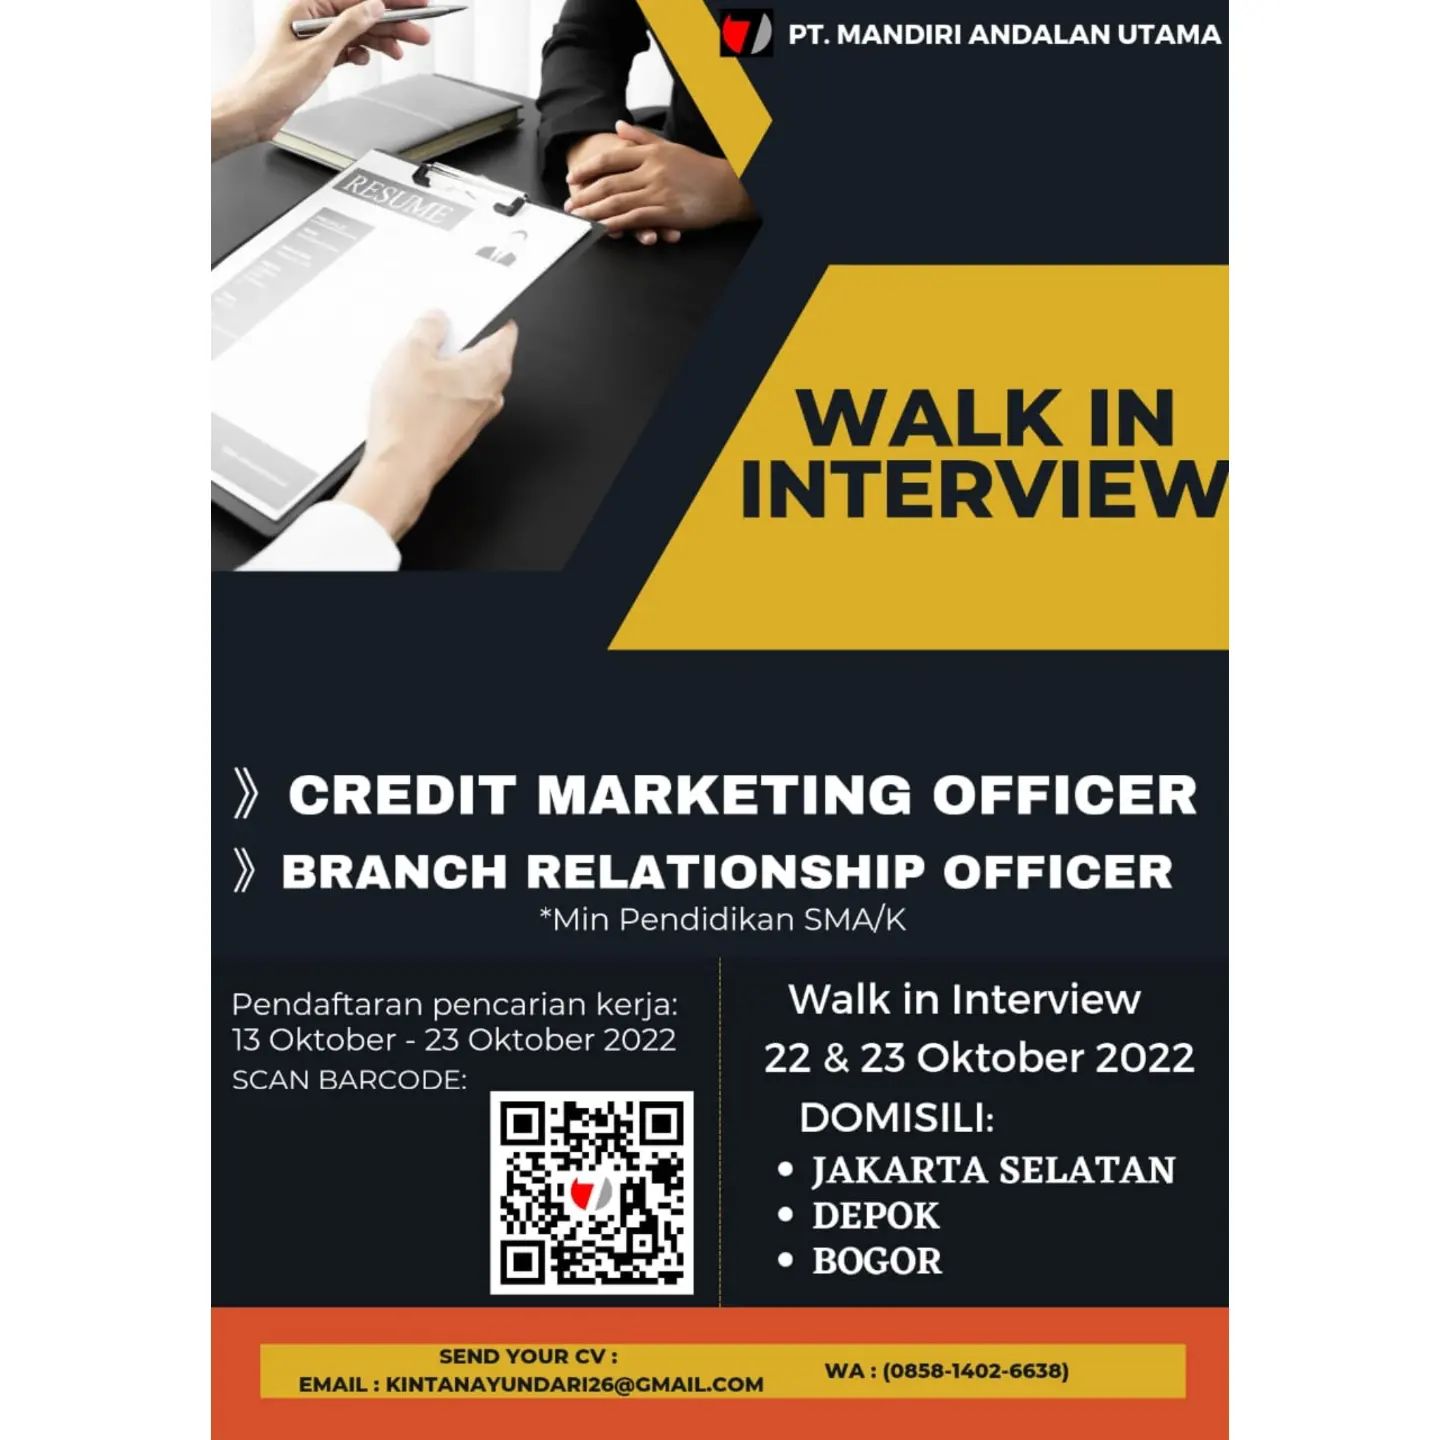 PT. MANDIRI ANDALAN UTAMA
RESUME
WALK IN
INTERVIEW
》 CREDIT MARKETING OFFICER
》 BRANCH RELATIONSHIP OFFICER
*Min Pendidikan SMA/K
Pendaftaran pencarian kerja:
13 Oktober - 23 Oktober 2022
SCAN BARCODE:
Walk in Interview
22 & 23 Oktober 2022
DOMISILI:
• JAKARTA SELATAN
• DEPOK
• BOGOR
SEND YOUR CV :
EMAIL : KINTANAYUNDARI26@GMAIL.COM
WA : (0858-1402-6638)